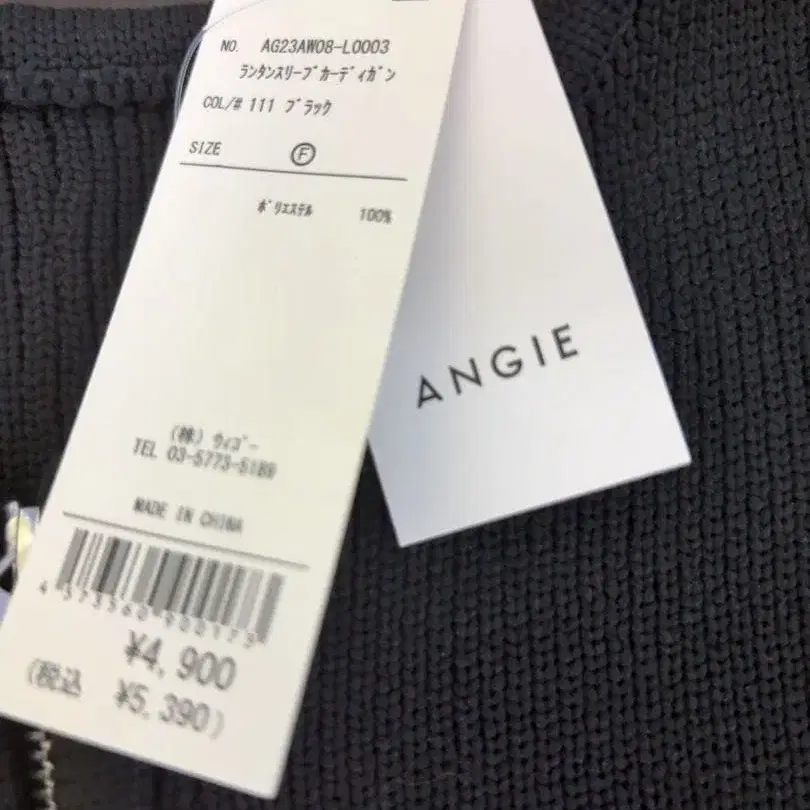 NO. AG23AW08-L0003
ﾗﾝﾀﾝｽﾘｰﾌﾞｶｰﾃﾞｨｶﾞﾝ
COL/# 111 ﾌﾞﾗｯｸ
SIZE Ⓕ
ﾎﾟﾘｴｽﾃﾙ 100%
(株) ｳｨｺﾞｰ
TEL 03-5773-5189
MADE IN CHINA
¥4,900
(税込 ¥5,390)
ANGIE